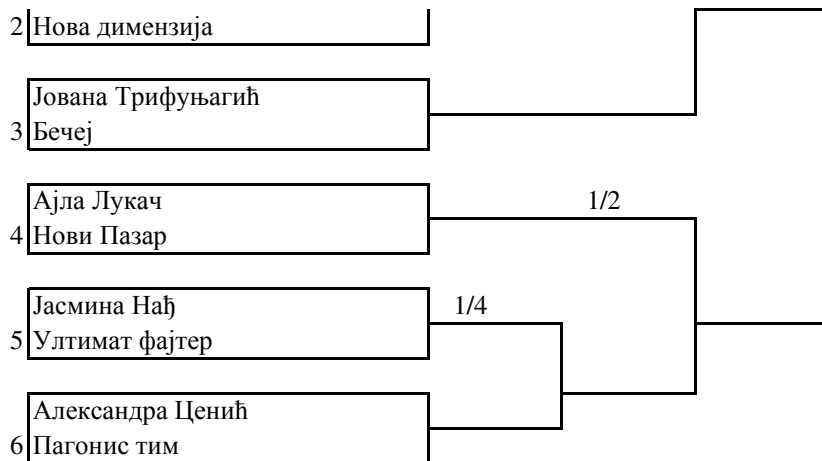 2 Нова димензија
Јована Трифуњагић
3 Бечеј
Ајла Лукач 1/2
4 Нови Пазар
Јасмина Нађ 1/4
5 Ултимат фајтер
Александра Ценић
6 Пагонис тим